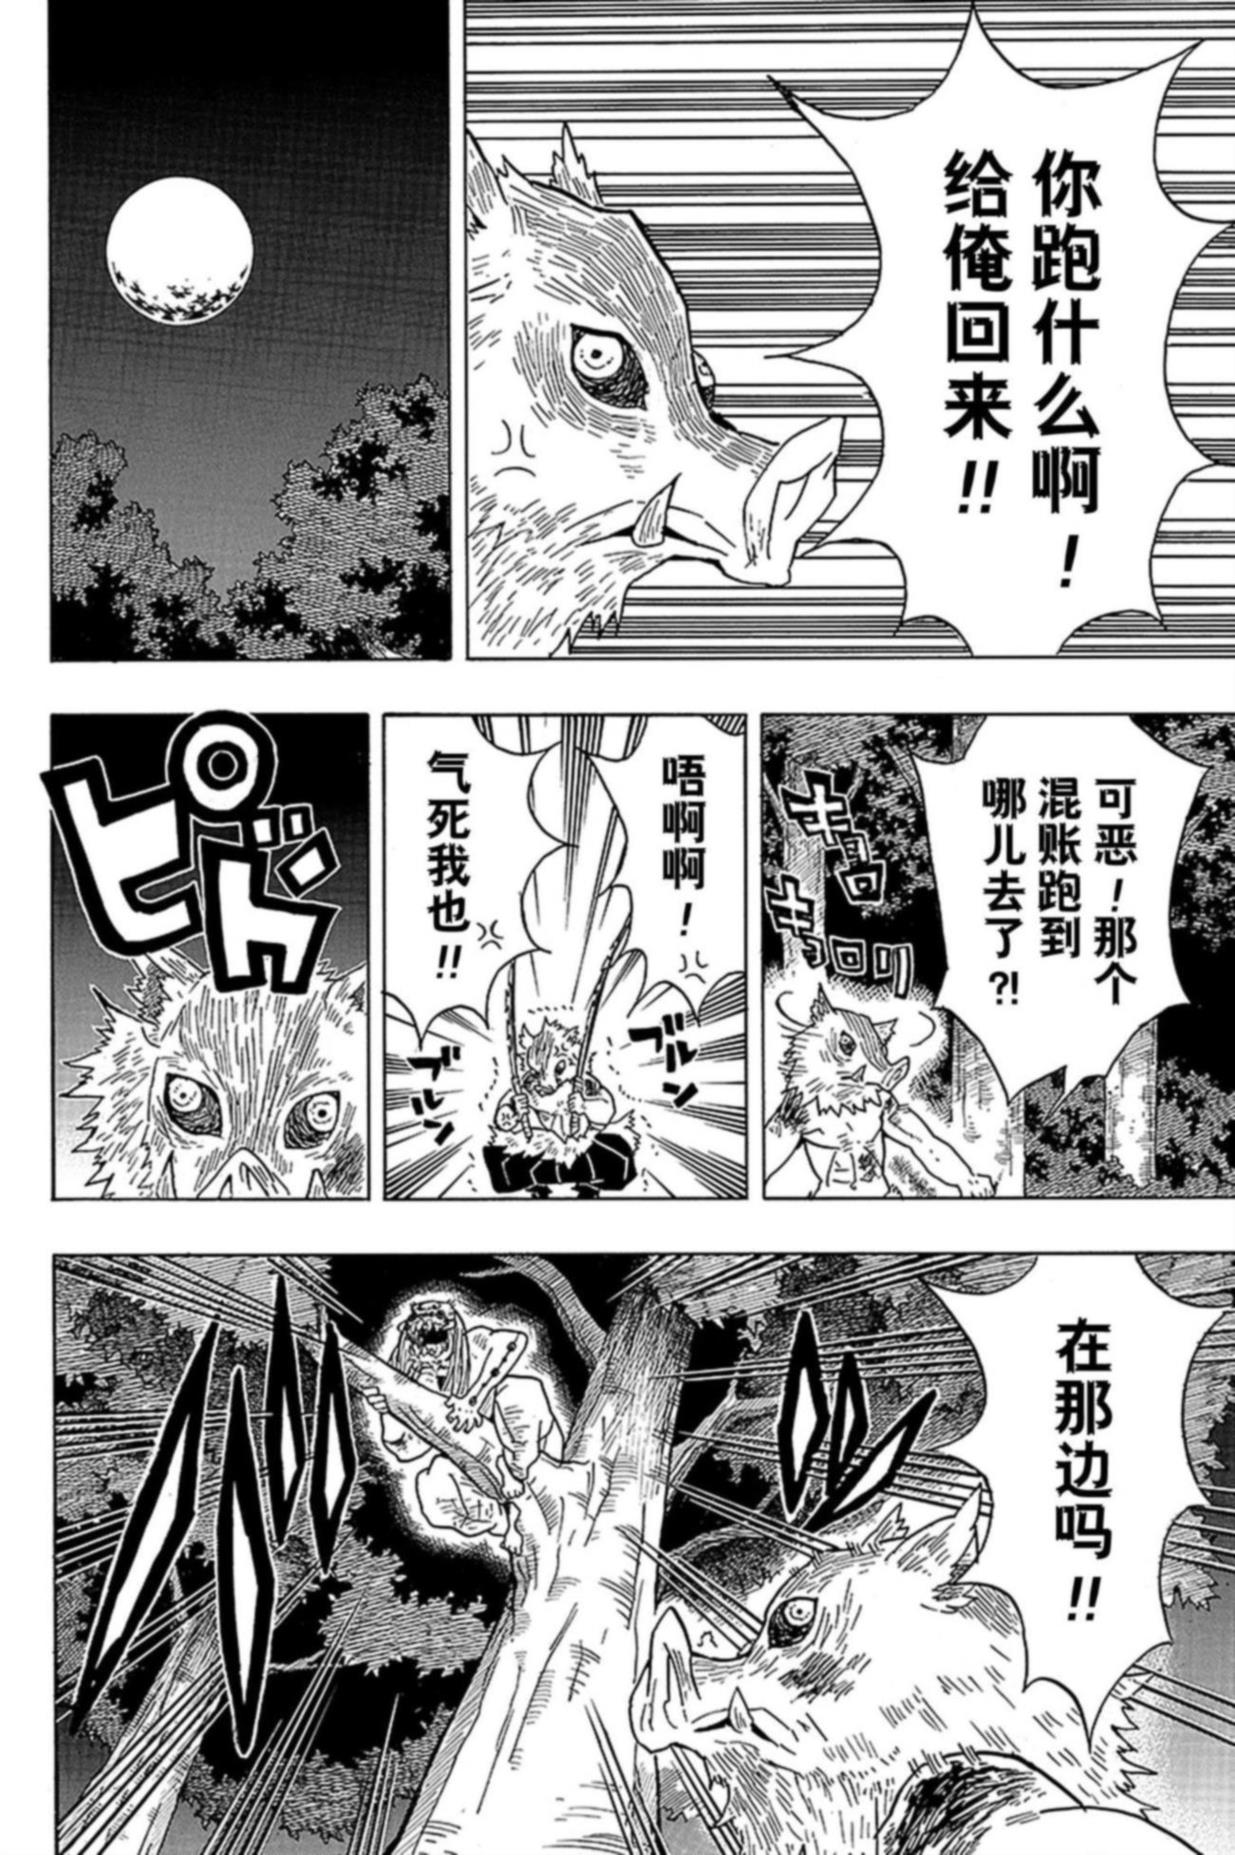 你跑什么啊！
给俺回来!!
可恶！那个
混账跑到
哪儿去了?!
キョロ
キョロ
唔啊啊！
气死我也!!
ブルン
ブルン
ピドッ
在那边吗!!